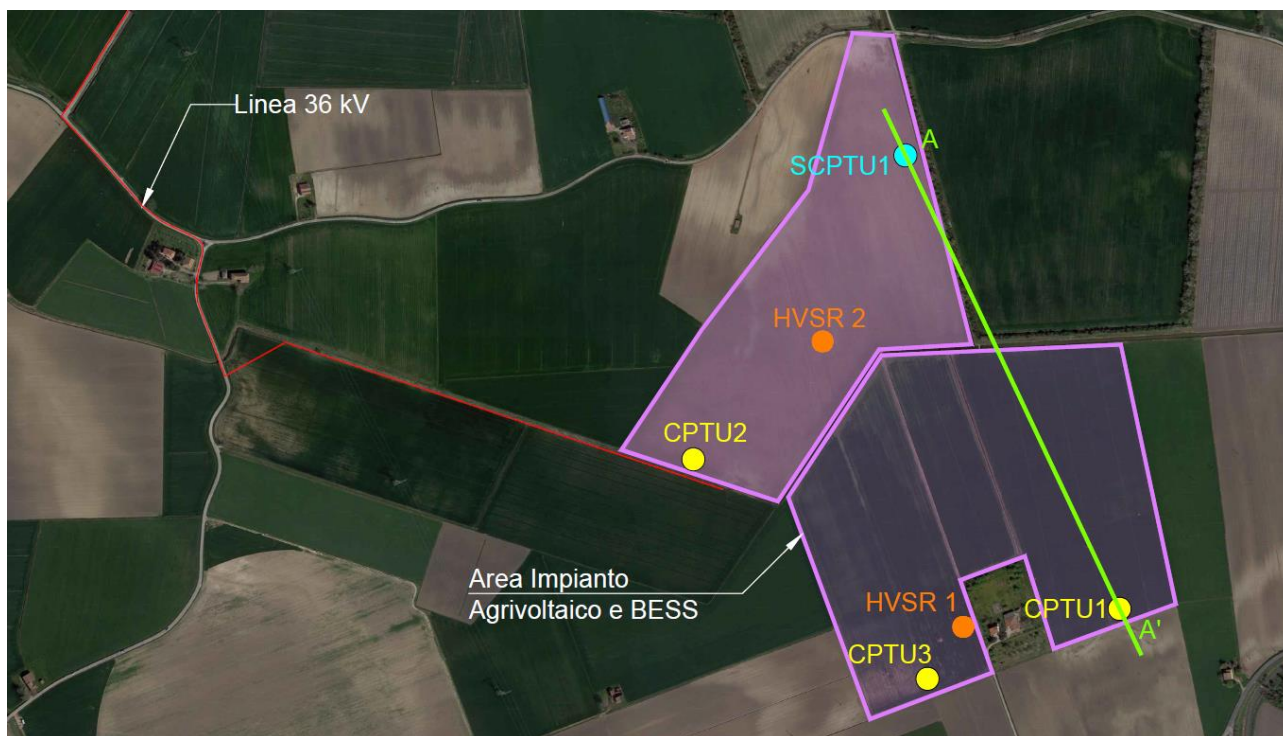 Linea 36 kV
A
SCPTU1
HVSR 2
CPTU2
Area Impianto
Agrivoltaico e BESS
HVSR 1
CPTU1
A'
CPTU3